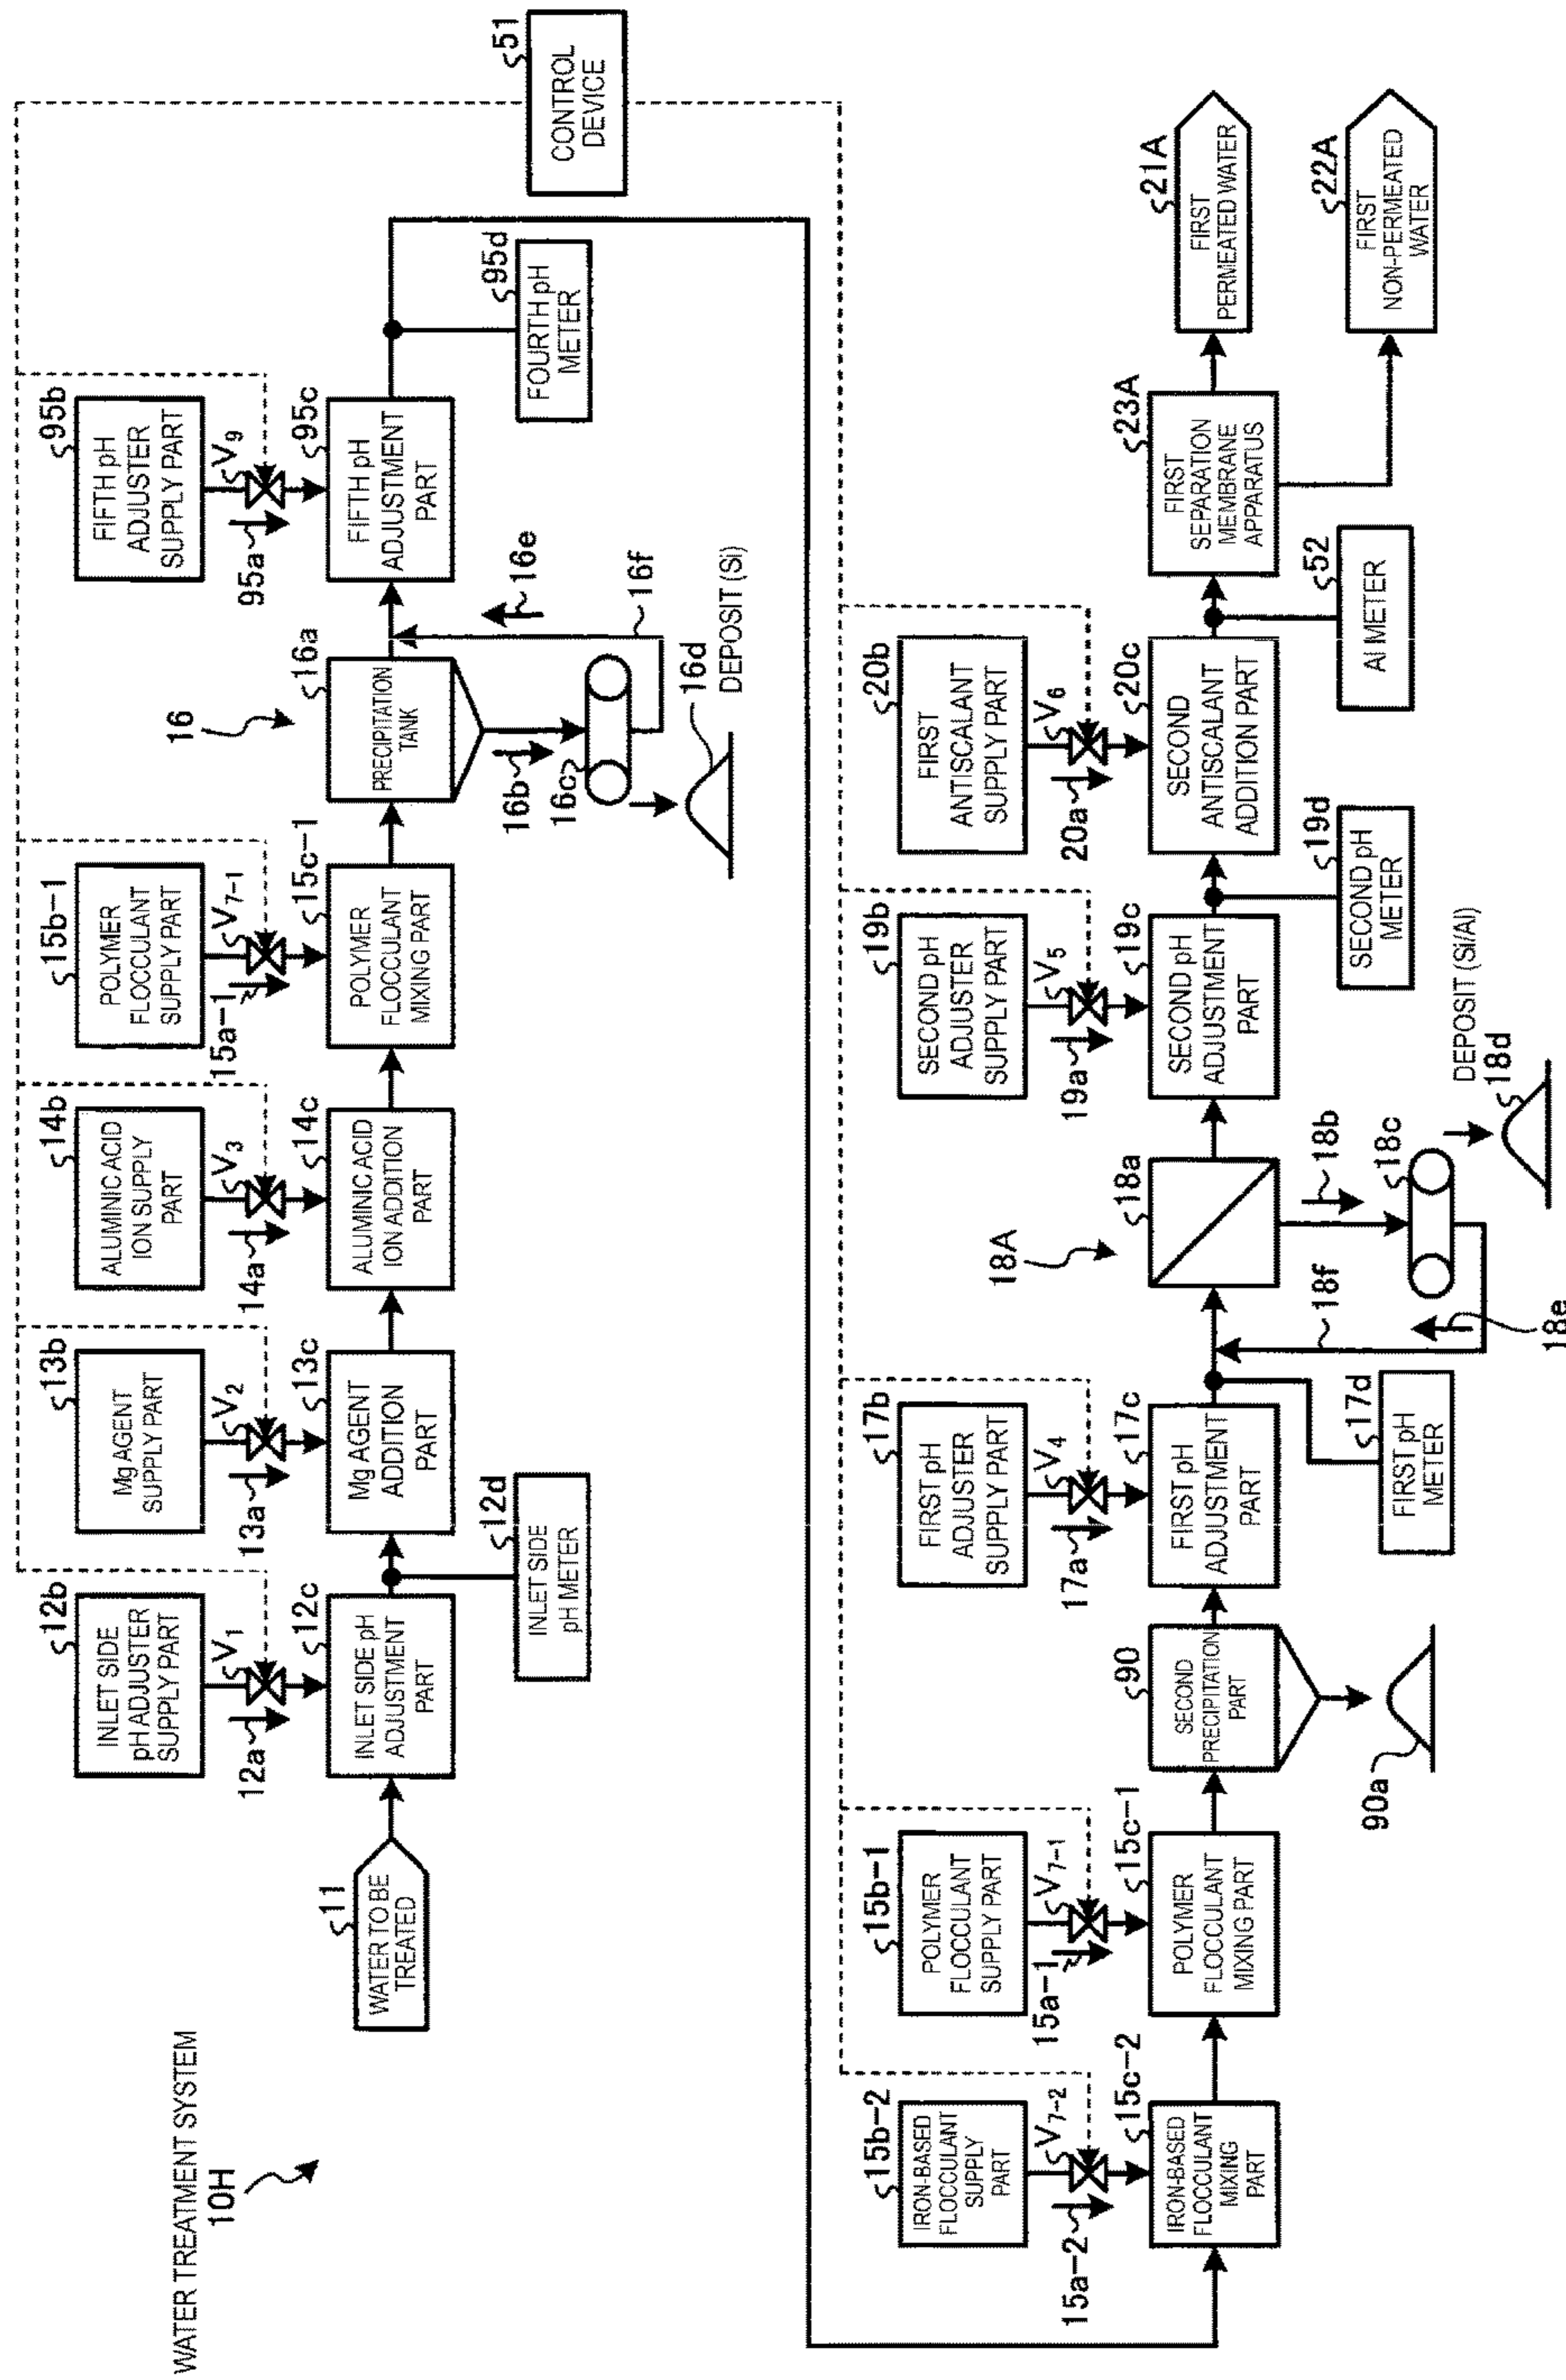 WATER TREATMENT SYSTEM
10H
11
WATER TO BE
TREATED
12b
INLET SIDE
pH ADJUSTER
SUPPLY PART
V1
12a
12c
INLET SIDE pH
ADJUSTMENT
PART
12d
INLET SIDE
pH METER
13b
Mg AGENT
SUPPLY PART
V2
13a
13c
Mg AGENT
ADDITION
PART
14b
ALUMINIC ACID
ION SUPPLY
PART
V3
14a
14c
ALUMINIC ACID
ION ADDITION
PART
15b-1
POLYMER
FLOCCULANT
SUPPLY PART
V7-1
15a-1
15c-1
POLYMER
FLOCCULANT
MIXING PART
16
16a
PRECIPITATION
TANK
16b
16c
16e
16f
16d
DEPOSIT (Si)
95b
FIFTH pH
ADJUSTER
SUPPLY PART
V9
95a
95c
FIFTH pH
ADJUSTMENT
PART
95d
FOURTH pH
METER
51
CONTROL
DEVICE
15b-2
IRON-BASED
FLOCCULANT
SUPPLY
PART
V7-2
15a-2
15c-2
IRON-BASED
FLOCCULANT
MIXING
PART
15b-1
POLYMER
FLOCCULANT
SUPPLY PART
V7-1
15a-1
15c-1
POLYMER
FLOCCULANT
MIXING PART
90
SECOND
PRECIPITATION
PART
90a
17b
FIRST pH
ADJUSTER
SUPPLY PART
V4
17a
17c
FIRST pH
ADJUSTMENT
PART
17d
FIRST pH
METER
18A
18a
18b
18c
18f
18e
DEPOSIT (Si/Al)
18d
19b
SECOND pH
ADJUSTER
SUPPLY PART
V5
19a
19c
SECOND pH
ADJUSTMENT
PART
19d
SECOND pH
METER
20b
FIRST
ANTISCALANT
SUPPLY PART
V6
20a
20c
SECOND
ANTISCALANT
ADDITION PART
52
Al METER
23A
FIRST
SEPARATION
MEMBRANE
APPARATUS
21A
FIRST
PERMEATED WATER
22A
FIRST
NON-PERMEATED
WATER